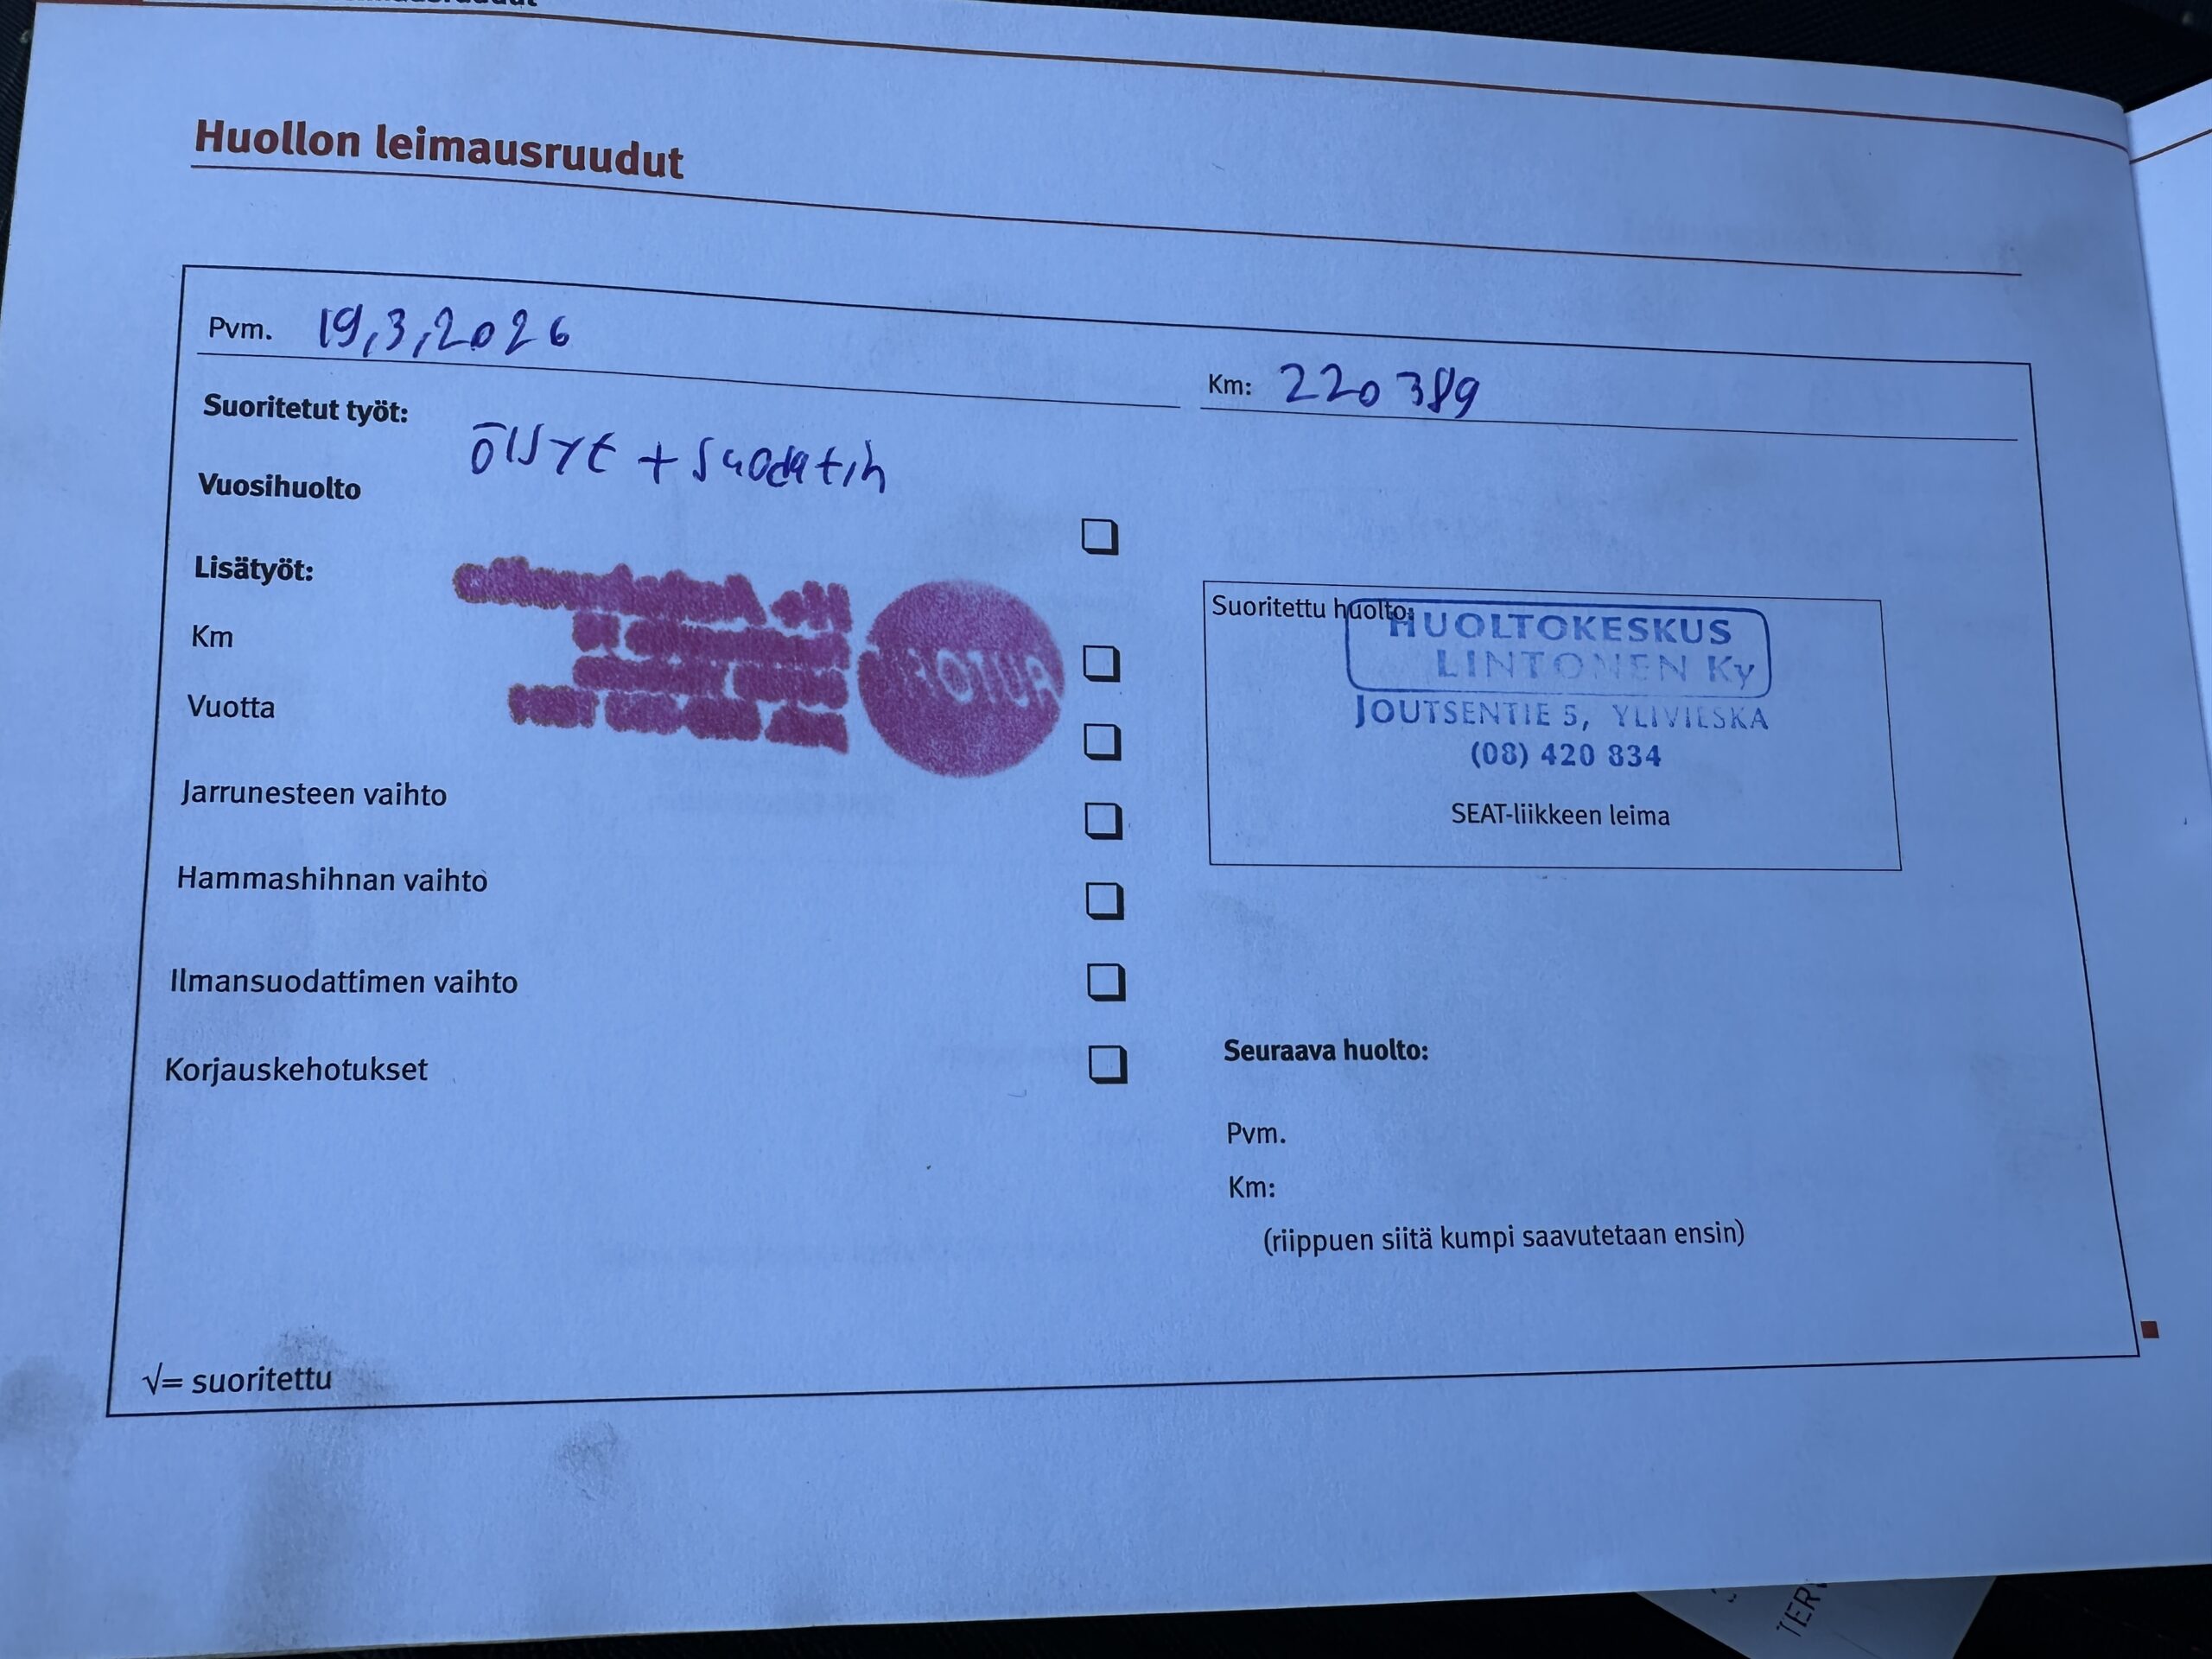 Huollon leimausruudut
Pvm. 19,3,2026
Km: 220 389
Suoritetut työt:
öljyt + suodatin
Vuosihuolto
Lisätyöt:
Km
Vuotta
Jarrunesteen vaihto
Hammashihnan vaihto
Ilmansuodattimen vaihto
Korjauskehotukset
√= suoritettu
Suoritettu huolto:
HUOLTOKESKUS
LINTONEN Ky
JOUTSENTIE 5, YLIVIESKA
(08) 420 834
SEAT-liikkeen leima
Seuraava huolto:
Pvm.
Km:
(riippuen siitä kumpi saavutetaan ensin)